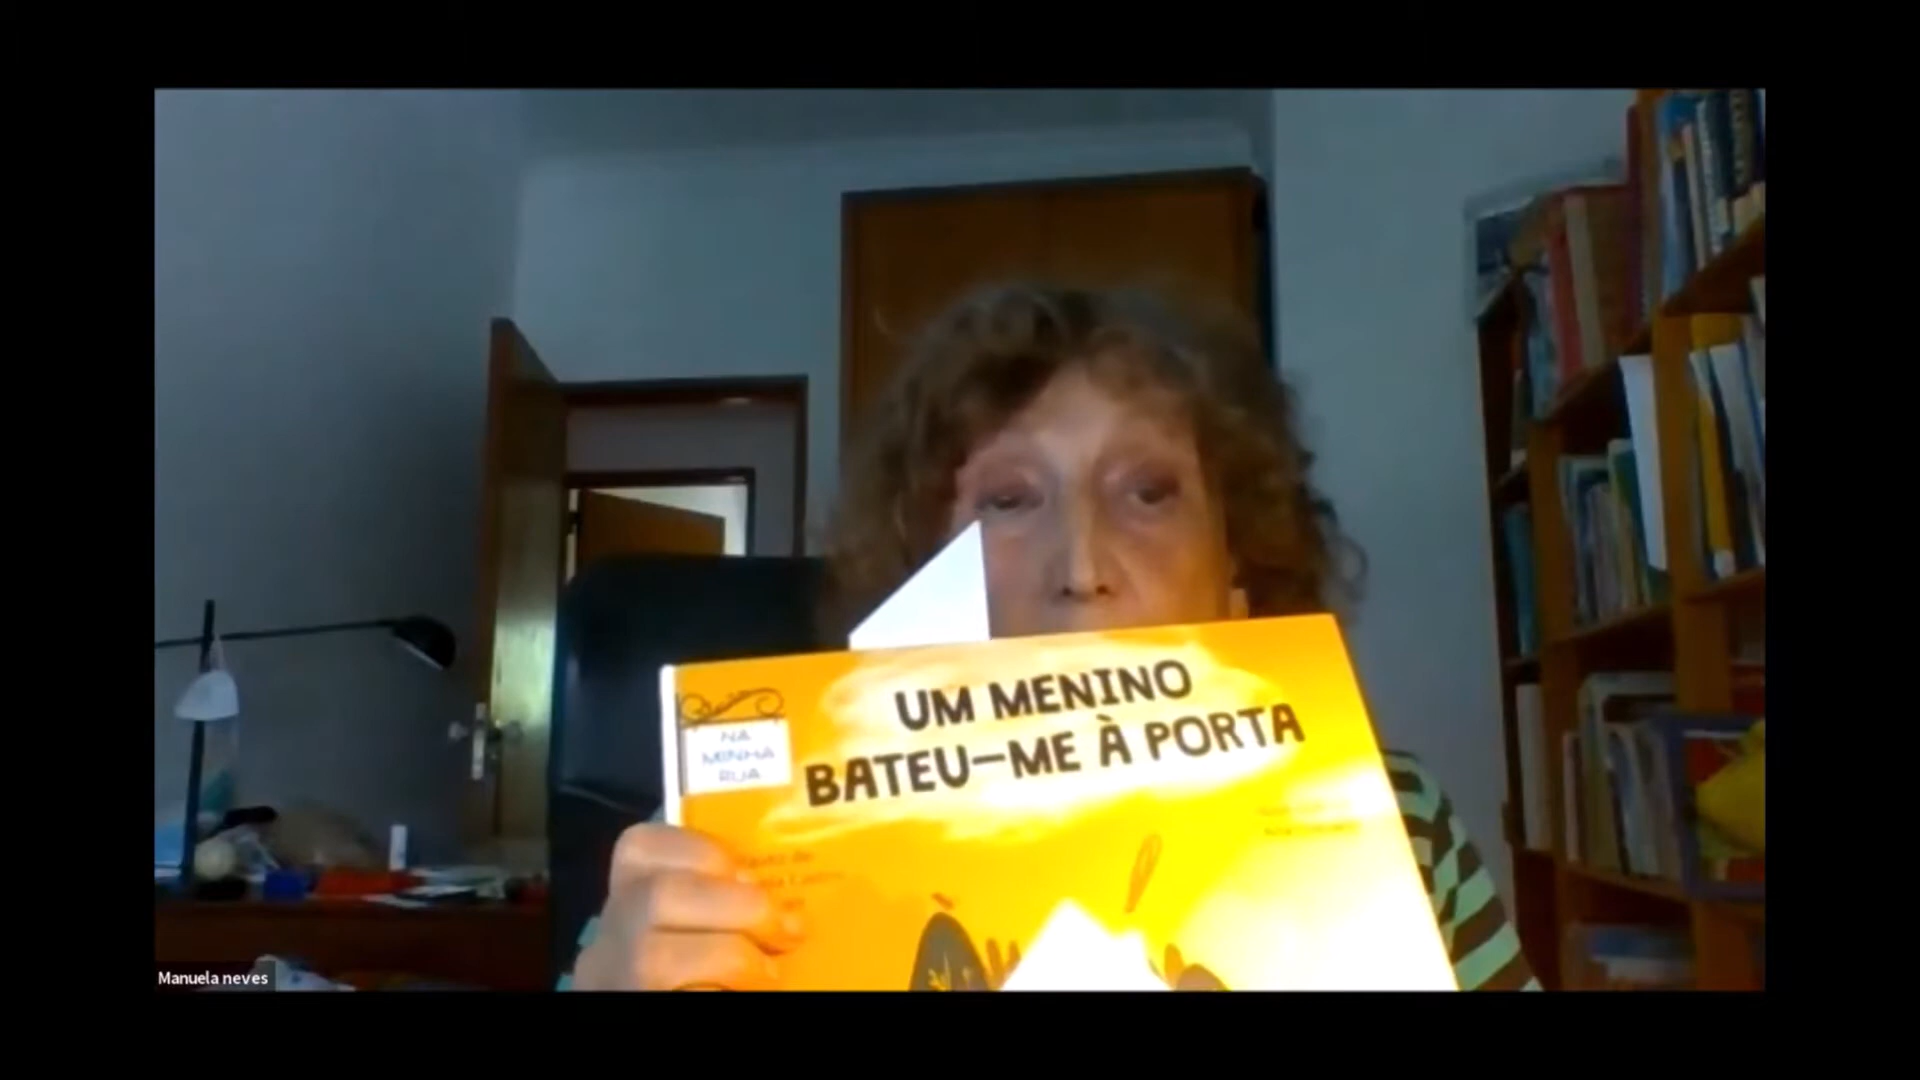 UM MENINO
BATEU-ME À PORTA
NA
MINHA
RUA
Manuela neves